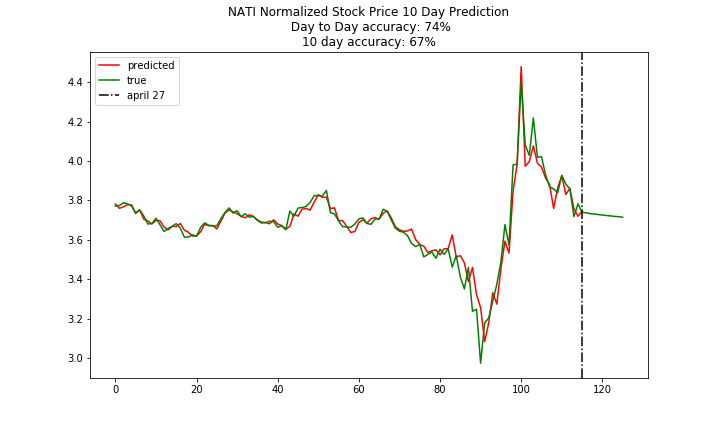 NATI Normalized Stock Price 10 Day Prediction
Day to Day accuracy: 74%
10 day accuracy: 67%
predicted
true
april 27
4.4
4.2
4.0
3.8
3.6
3.4
3.2
3.0
0 20 40 60 80 100 120